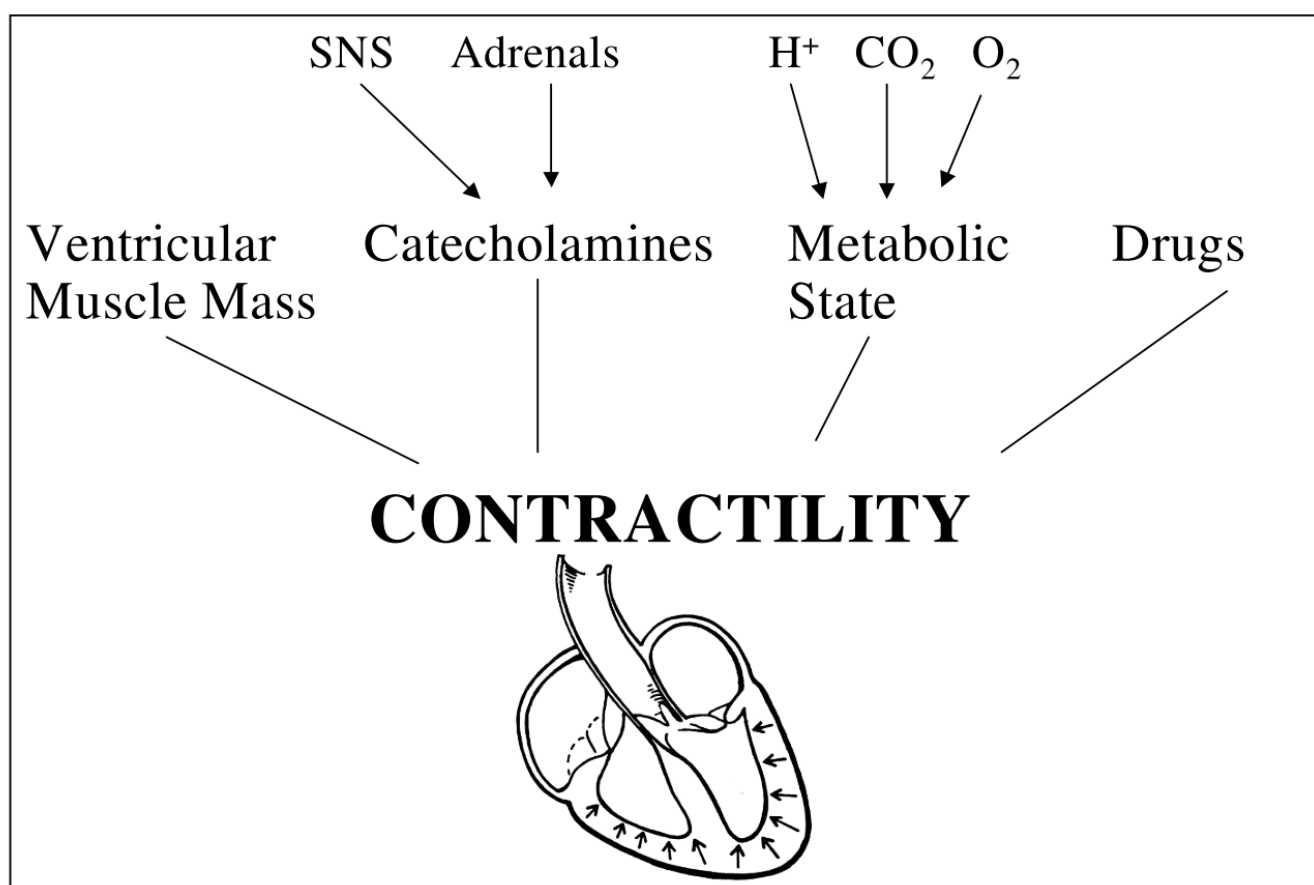 SNS Adrenals H⁺ CO₂ O₂
Ventricular Catecholamines Metabolic Drugs
Muscle Mass State
CONTRACTILITY